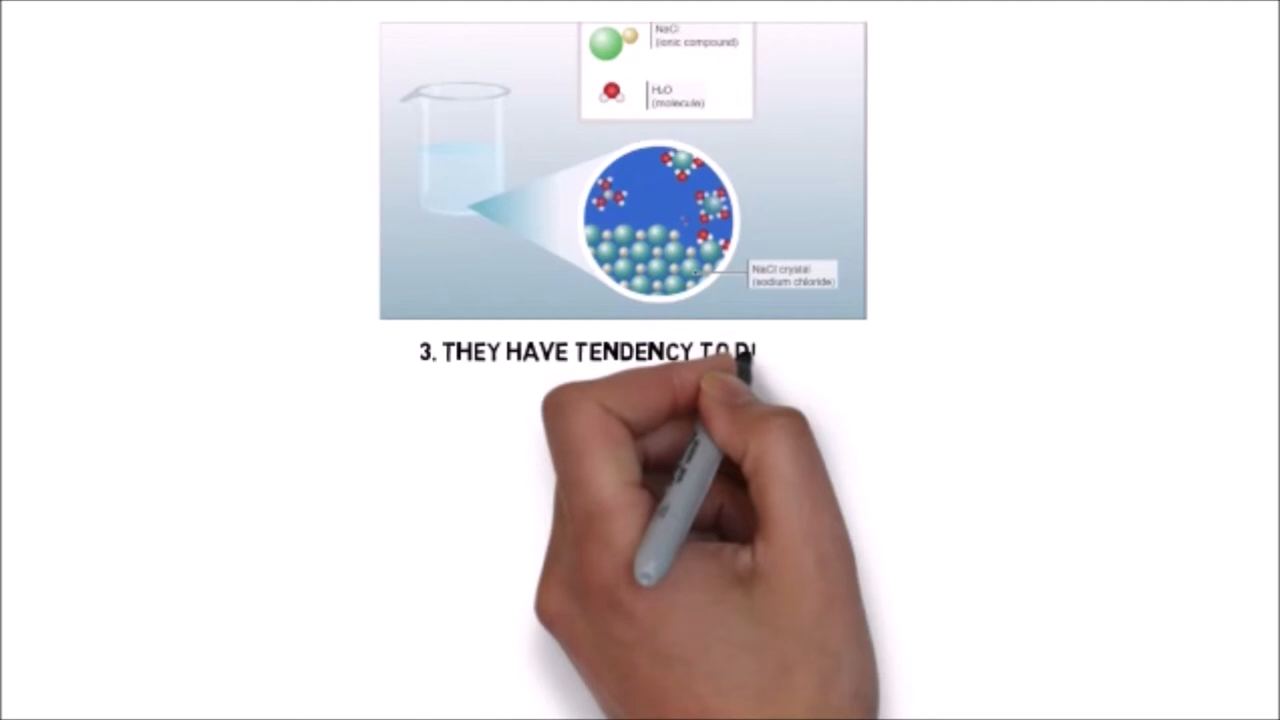 NaCl
(ionic compound)
H₂O
(molecule)
NaCl crystal
(sodium chloride)
3. THEY HAVE TENDENCY TO